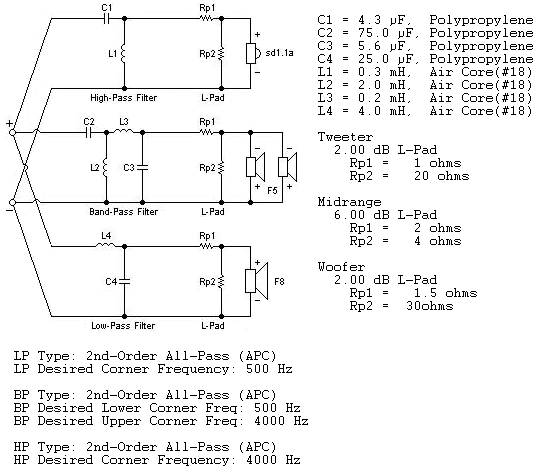 C1
Rp1
+
L1
Rp2
sd1.1a
−
High-Pass Filter
L-Pad
C2
L3
Rp1
+
−
−
L2
C3
Rp2
+
+
F5
−
Band-Pass Filter
L-Pad
L4
Rp1
+
C4
Rp2
F8
−
Low-Pass Filter
L-Pad
C1 = 4.3 µF, Polypropylene
C2 = 75.0 µF, Polypropylene
C3 = 5.6 µF, Polypropylene
C4 = 25.0 µF, Polypropylene
L1 = 0.3 mH, Air Core(#18)
L2 = 2.0 mH, Air Core(#18)
L3 = 0.2 mH, Air Core(#18)
L4 = 4.0 mH, Air Core(#18)
Tweeter
2.00 dB L-Pad
Rp1 = 1 ohms
Rp2 = 20 ohms
Midrange
6.00 dB L-Pad
Rp1 = 2 ohms
Rp2 = 4 ohms
Woofer
2.00 dB L-Pad
Rp1 = 1.5 ohms
Rp2 = 30ohms
LP Type: 2nd-Order All-Pass (APC)
LP Desired Corner Frequency: 500 Hz
BP Type: 2nd-Order All-Pass (APC)
BP Desired Lower Corner Freq: 500 Hz
BP Desired Upper Corner Freq: 4000 Hz
HP Type: 2nd-Order All-Pass (APC)
HP Desired Corner Frequency: 4000 Hz